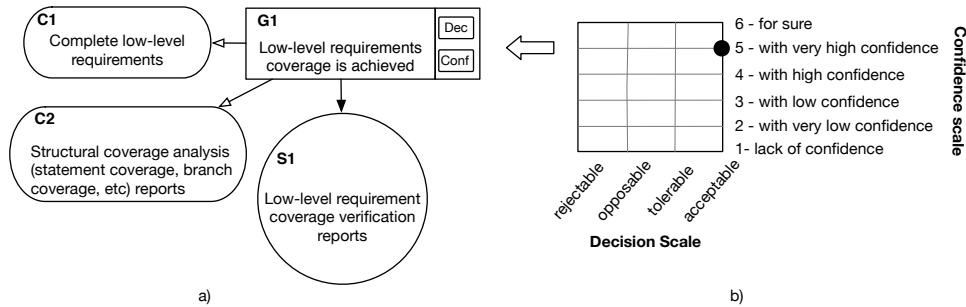 C1
Complete low-level
requirements
G1
Low-level requirements
coverage is achieved
Dec
Conf
C2
Structural coverage analysis
(statement coverage, branch
coverage, etc) reports
S1
Low-level requirement
coverage verification
reports
a)
6 - for sure
5 - with very high confidence
4 - with high confidence
3 - with low confidence
2 - with very low confidence
1- lack of confidence
Confidence scale
rejectable
opposable
tolerable
acceptable
Decision Scale
b)